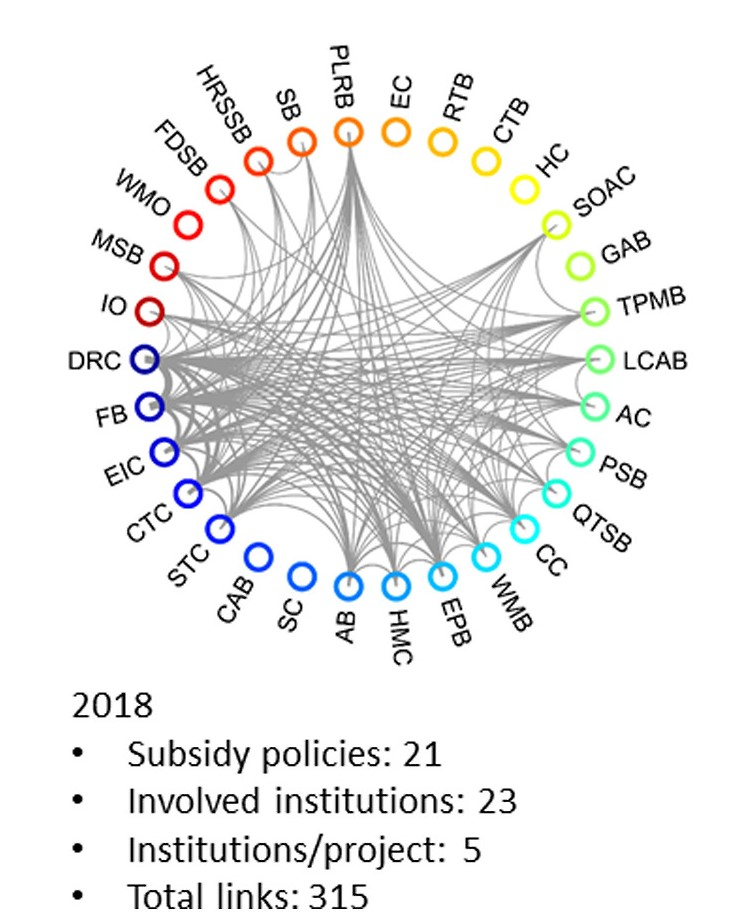 PLRB
EC
RTB
CTB
HC
SOAC
GAB
TPMB
LCAB
AC
PSB
QTSB
CC
WMB
EPB
HMC
AB
SC
CAB
STC
CTC
EIC
FB
DRC
IO
MSB
WMO
FDSB
HRSSB
SB
2018
• Subsidy policies: 21
• Involved institutions: 23
• Institutions/project: 5
• Total links: 315